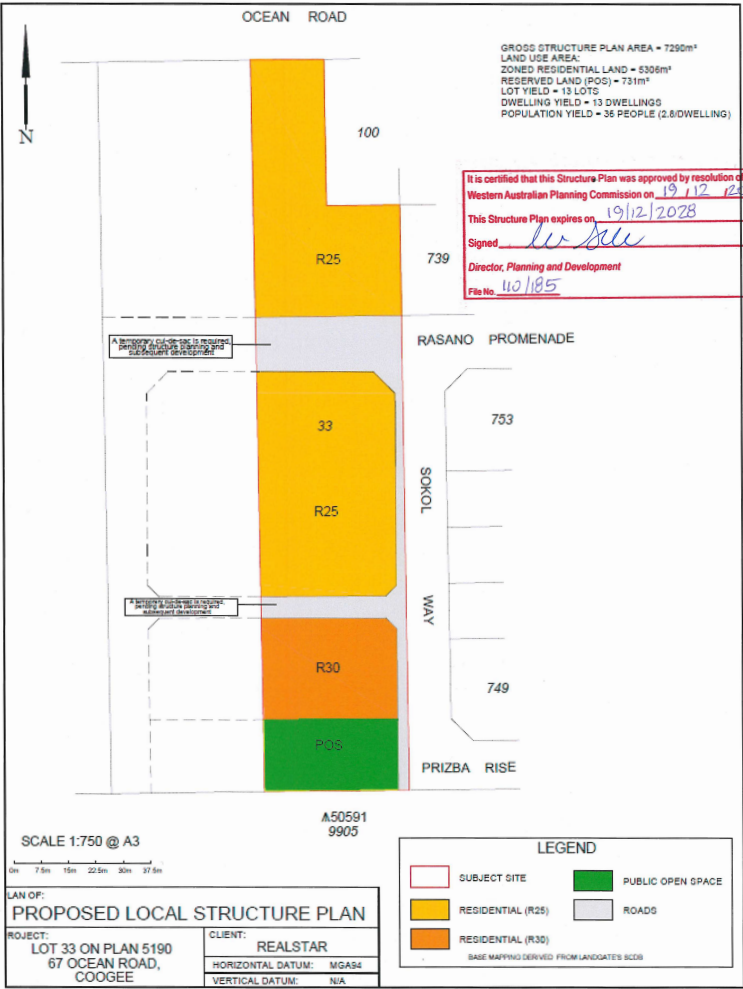 OCEAN ROAD
GROSS STRUCTURE PLAN AREA = 7290m²
LAND USE AREA:
ZONED RESIDENTIAL LAND = 5306m²
RESERVED LAND (POS) = 731m²
LOT YIELD = 13 LOTS
DWELLING YIELD = 13 DWELLINGS
POPULATION YIELD = 36 PEOPLE (2.8/DWELLING)
N
100
It is certified that this Structure Plan was approved by resolution
Western Australian Planning Commission on 19/12/
This Structure Plan expires on 19/12/2028
Signed
Director, Planning and Development
File No. 110/185
R25
739
A temporary cul-de-sac is required,
pending structure planning and
subsequent development
RASANO PROMENADE
33
753
R25
SOKOL WAY
A temporary cul-de-sac is required,
pending structure planning and
subsequent development
R30
749
POS
PRIZBA RISE
A50591
9905
SCALE 1:750 @ A3
0m 7.5m 15m 22.5m 30m 37.5m
LEGEND
SUBJECT SITE
PUBLIC OPEN SPACE
RESIDENTIAL (R25)
ROADS
RESIDENTIAL (R30)
BASE MAPPING DERIVED FROM LANDGATE'S SCDB
LAN OF:
PROPOSED LOCAL STRUCTURE PLAN
ROJECT:
LOT 33 ON PLAN 5190
67 OCEAN ROAD,
COOGEE
CLIENT:
REALSTAR
HORIZONTAL DATUM: MGA94
VERTICAL DATUM: N/A